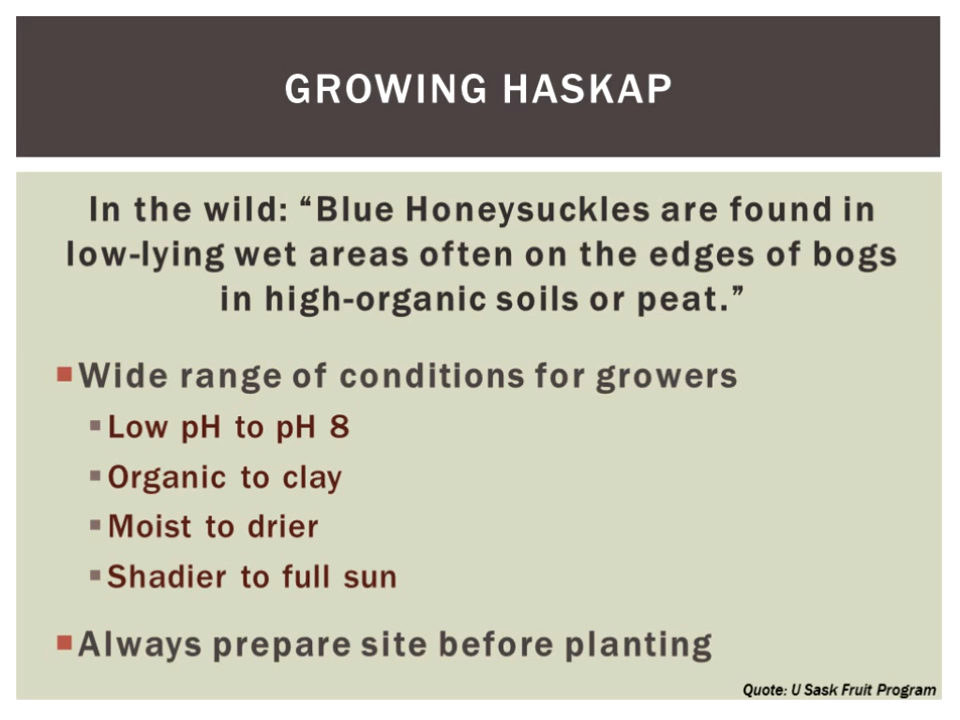 GROWING HASKAP
In the wild: “Blue Honeysuckles are found in
low-lying wet areas often on the edges of bogs
in high-organic soils or peat.”
Wide range of conditions for growers
Low pH to pH 8
Organic to clay
Moist to drier
Shadier to full sun
Always prepare site before planting
Quote: U Sask Fruit Program